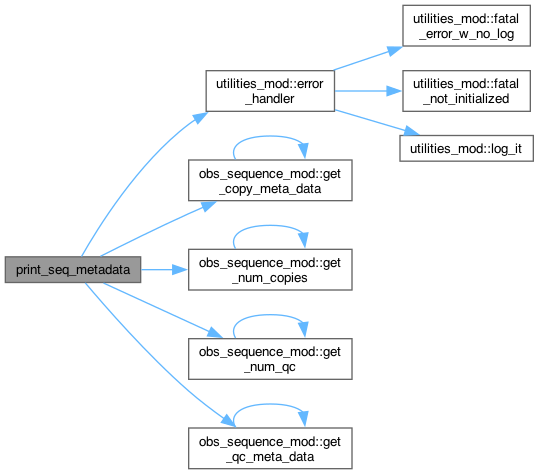 utilities_mod::fatal
_error_w_no_log
utilities_mod::error
_handler
utilities_mod::fatal
_not_initialized
utilities_mod::log_it
obs_sequence_mod::get
_copy_meta_data
print_seq_metadata
obs_sequence_mod::get
_num_copies
obs_sequence_mod::get
_num_qc
obs_sequence_mod::get
_qc_meta_data